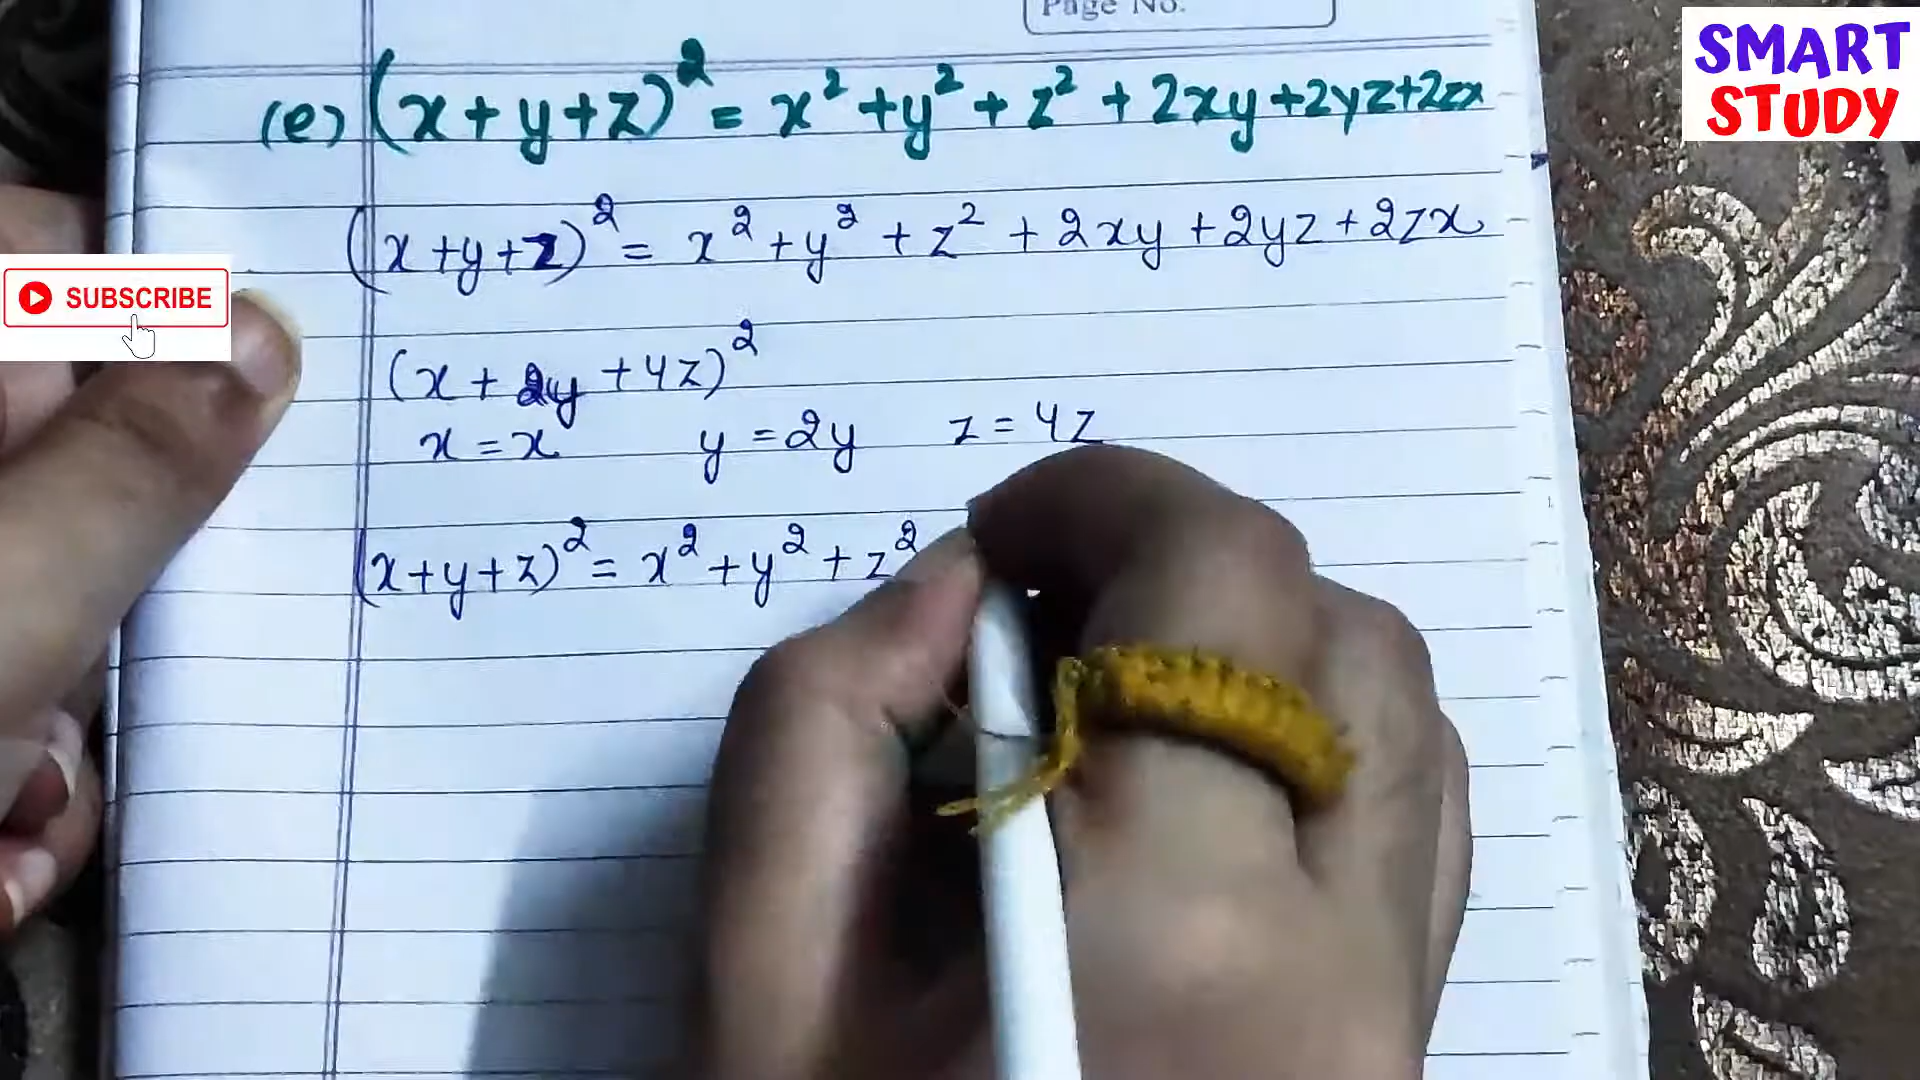 Page No.
SMART
STUDY
(e) (x+y+z)² = x² + y² + z² + 2xy + 2yz + 2zx
(x+y+z)² = x² + y² + z² + 2xy + 2yz + 2zx
SUBSCRIBE
(x + 2y + 4z)²
x = x y = 2y z = 4z
(x+y+z)² = x² + y² + z²